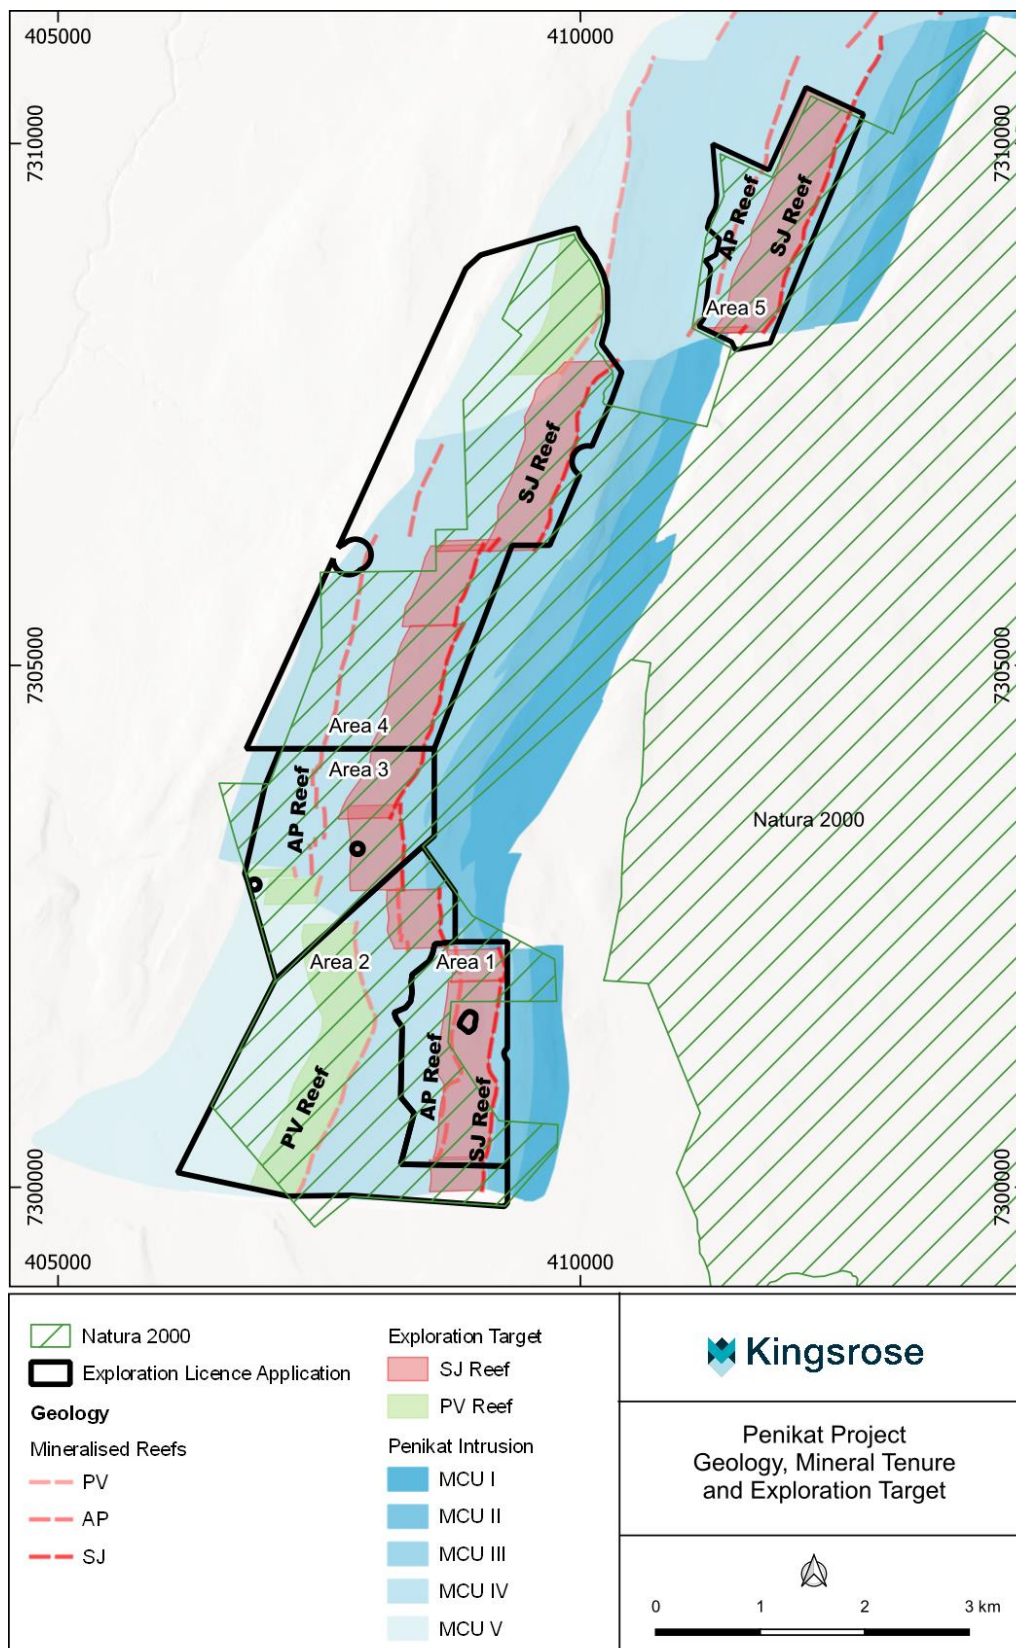 405000
410000
7310000
7310000
AP Reef
SJ Reef
Area 5
SJ Reef
7305000
7305000
Area 4
Area 3
AP Reef
Natura 2000
Area 2
Area 1
AP Reef
PV Reef
SJ Reef
7300000
7300000
405000
410000
Natura 2000
Exploration Licence Application
Geology
Mineralised Reefs
PV
AP
SJ
Exploration Target
SJ Reef
PV Reef
Penikat Intrusion
MCU I
MCU II
MCU III
MCU IV
MCU V
Kingsrose
Penikat Project
Geology, Mineral Tenure
and Exploration Target
0 1 2 3 km